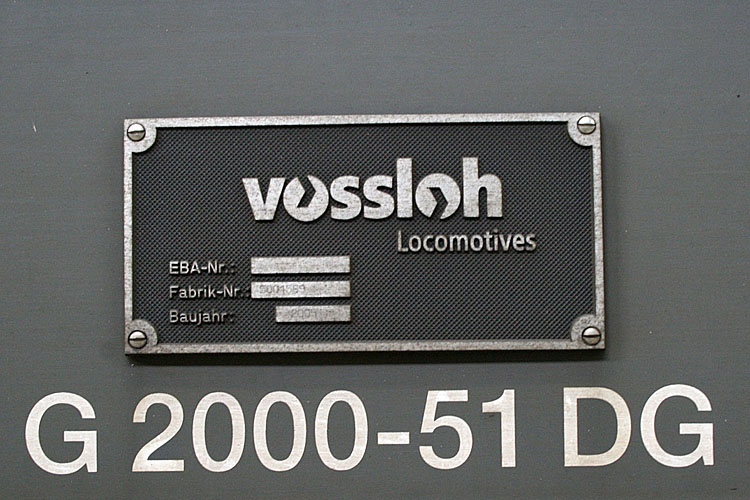 vossloh
Locomotives
EBA-Nr.:
Fabrik-Nr.:
Baujahr:
G 2000-51 DG